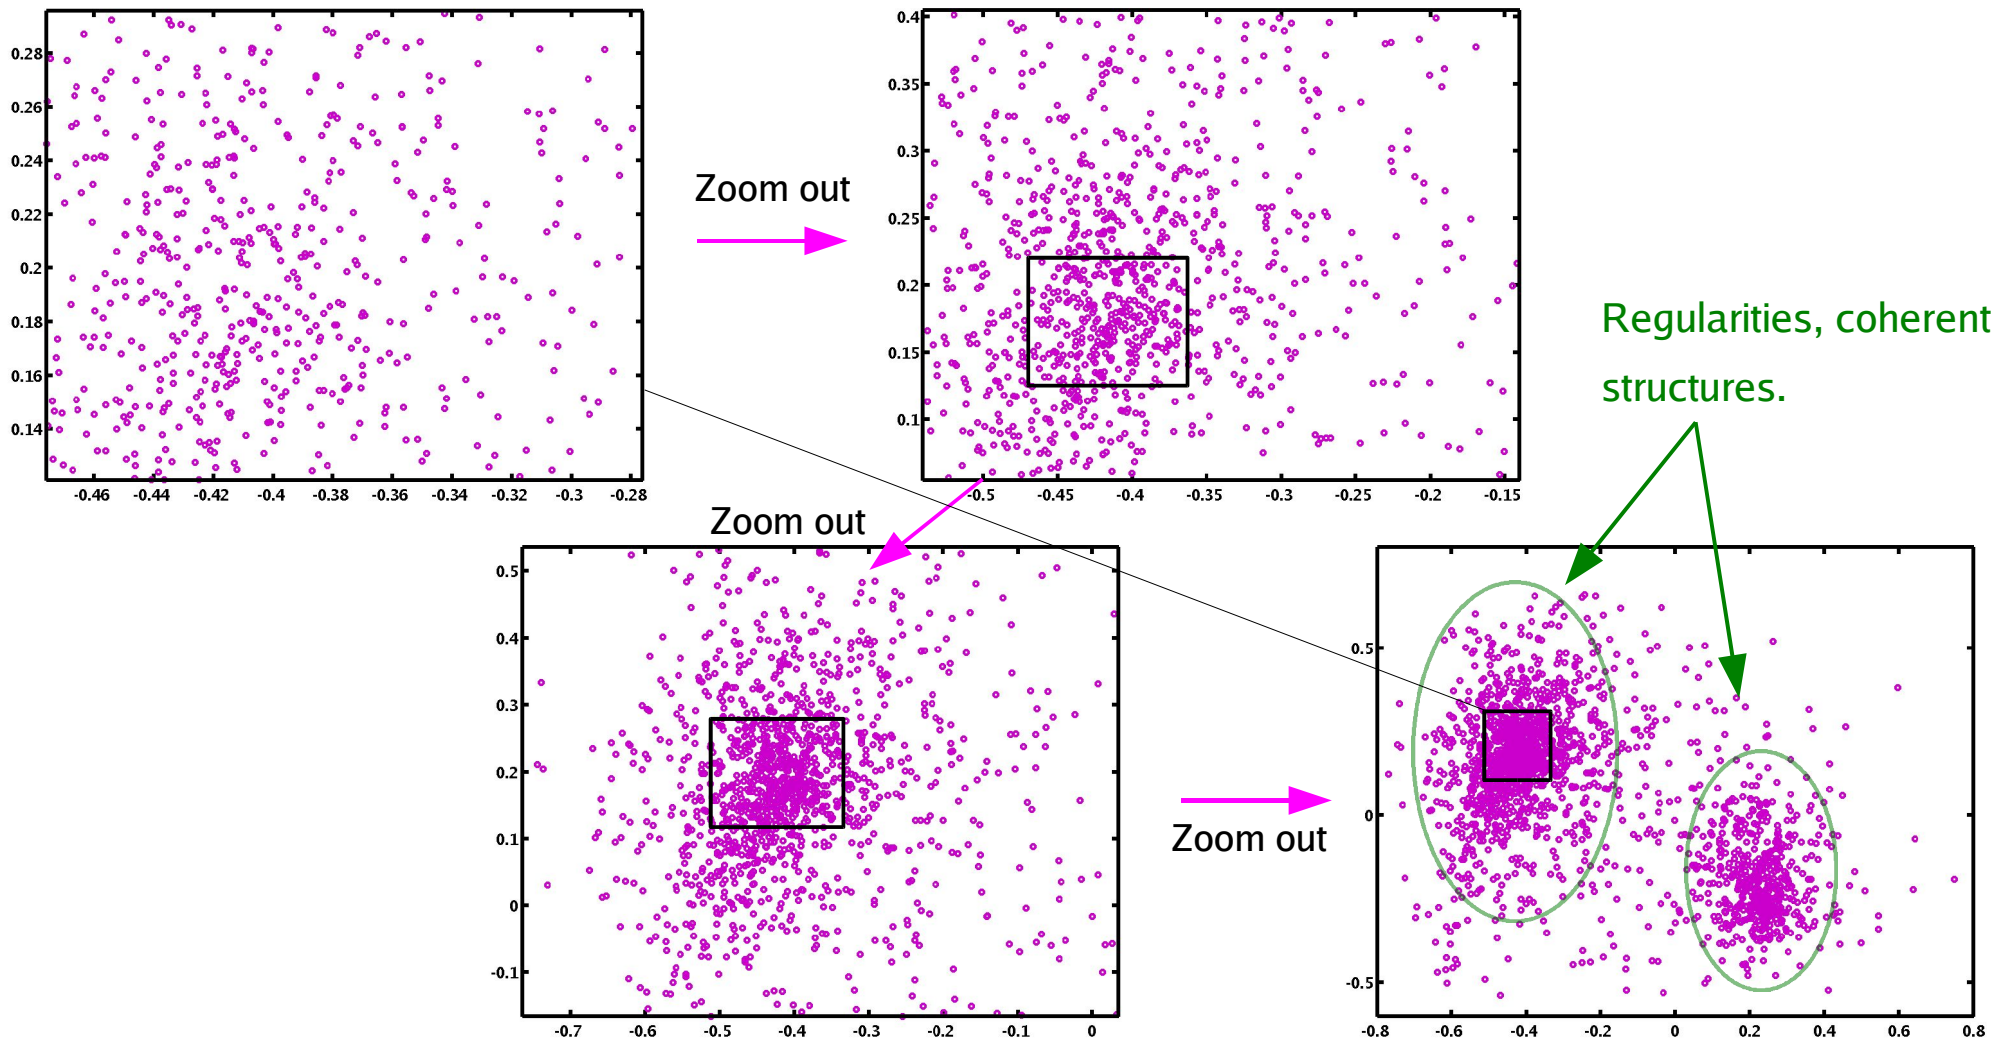 0.28
0.26
0.24
0.22
0.2
0.18
0.16
0.14
-0.46 -0.44 -0.42 -0.4 -0.38 -0.36 -0.34 -0.32 -0.3 -0.28
Zoom out
0.4
0.35
0.3
0.25
0.2
0.15
0.1
-0.5 -0.45 -0.4 -0.35 -0.3 -0.25 -0.2 -0.15
Regularities, coherent
structures.
Zoom out
0.5
0.4
0.3
0.2
0.1
0
-0.1
-0.7 -0.6 -0.5 -0.4 -0.3 -0.2 -0.1 0
Zoom out
0.5
0
-0.5
-0.8 -0.6 -0.4 -0.2 0 0.2 0.4 0.6 0.8